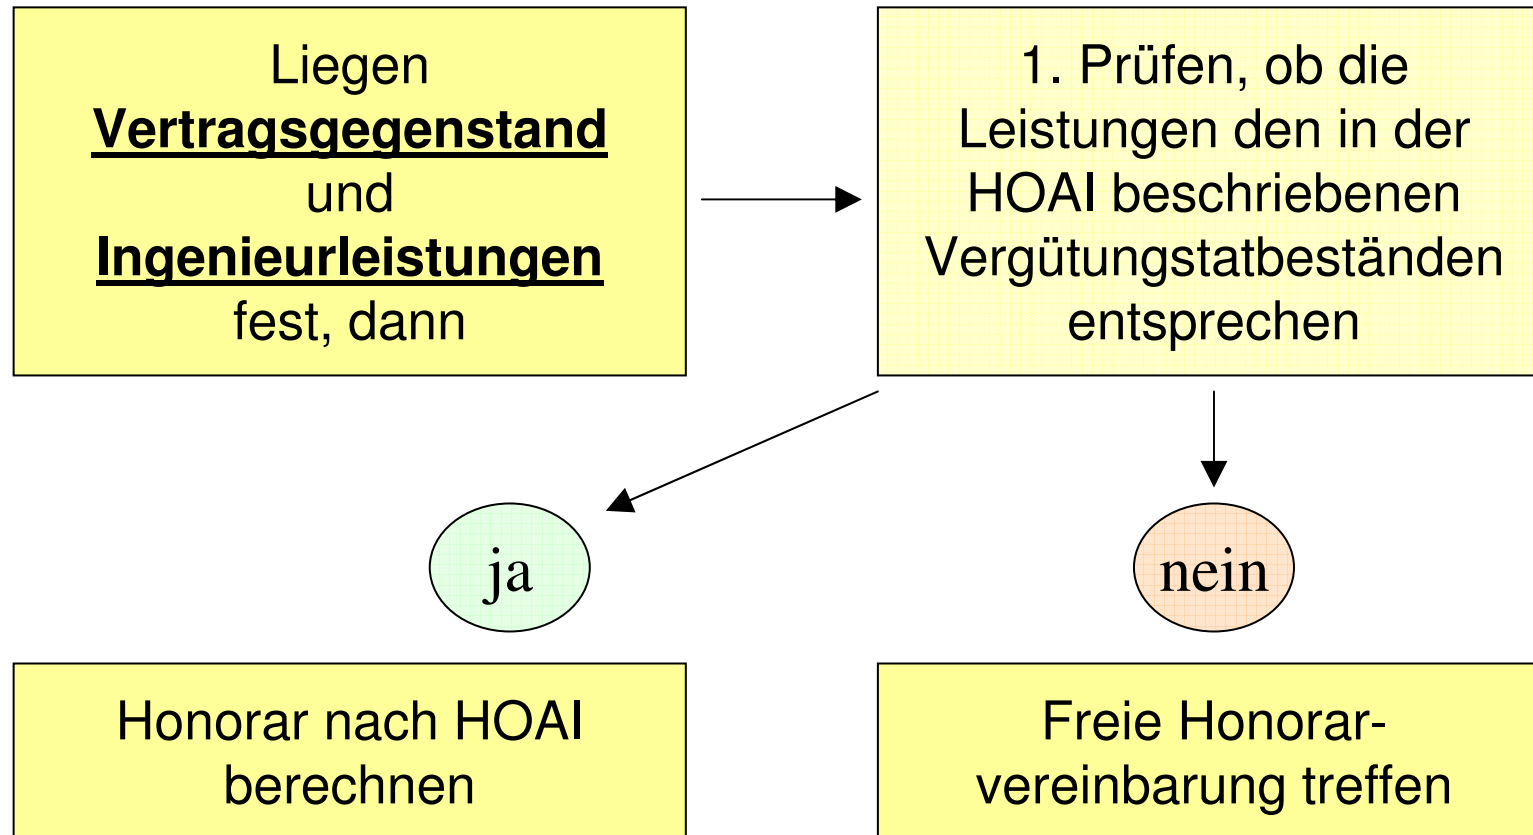 Liegen
Vertragsgegenstand
und
Ingenieurleistungen
fest, dann
1. Prüfen, ob die
Leistungen den in der
HOAI beschriebenen
Vergütungstatbeständen
entsprechen
ja
nein
Honorar nach HOAI
berechnen
Freie Honorar-
vereinbarung treffen